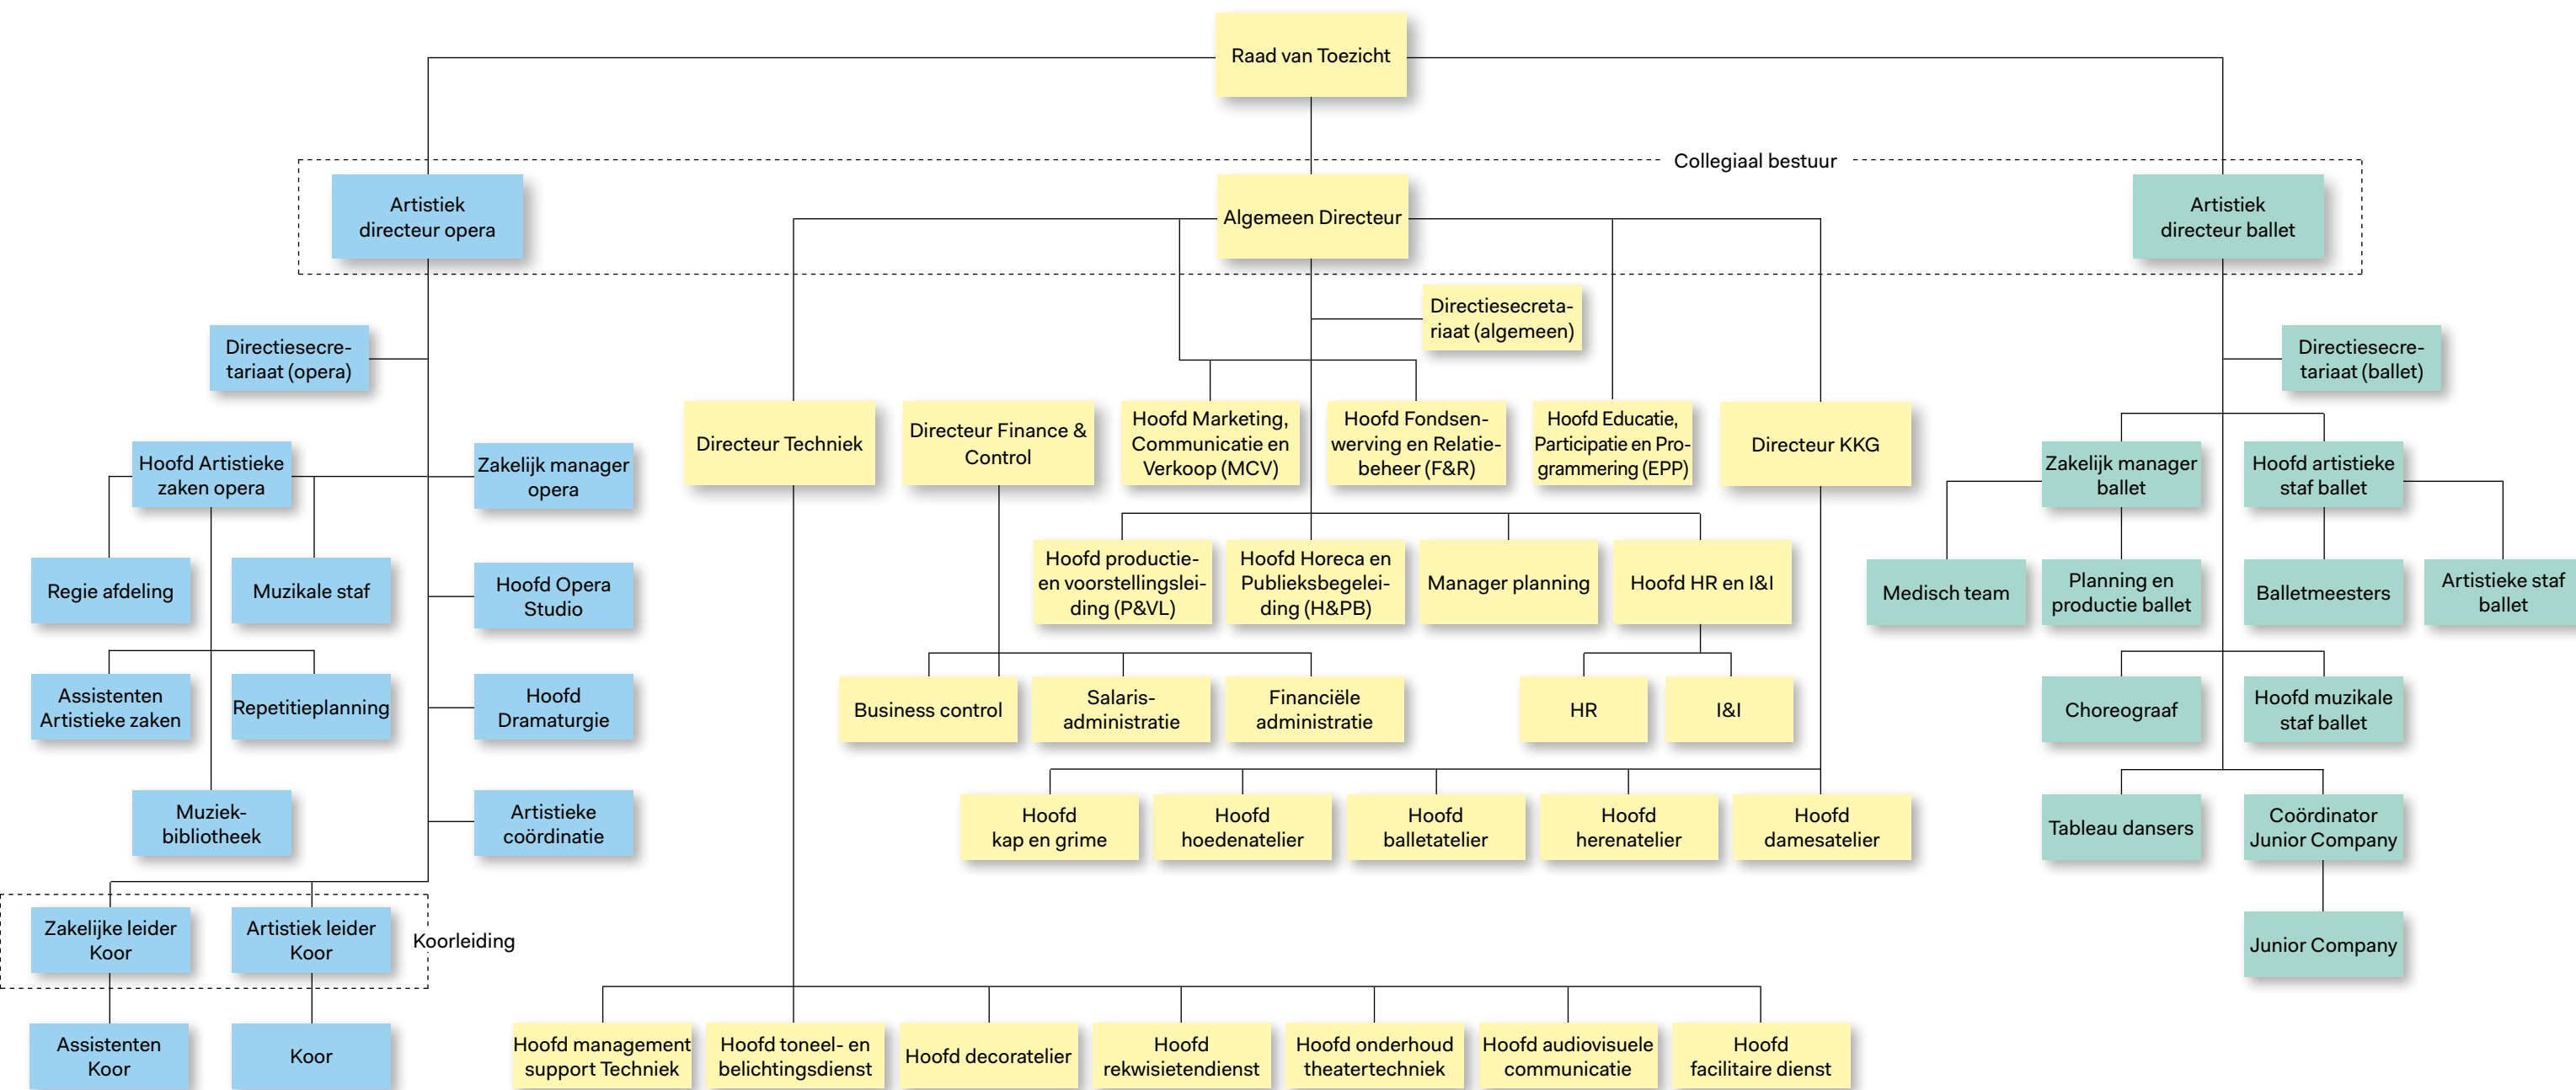 Raad van Toezicht
Collegiaal bestuur
Artistiek
directeur opera
Algemeen Directeur
Artistiek
directeur ballet
Directiesecreta-
riaat (algemeen)
Directiesecre-
tariaat (opera)
Directiesecre-
tariaat (ballet)
Directeur Techniek
Directeur Finance &
Control
Hoofd Marketing,
Communicatie en
Verkoop (MCV)
Hoofd Fondsen-
werving en Relatie-
beheer (F&R)
Hoofd Educatie,
Participatie en Pro-
grammering (EPP)
Directeur KKG
Hoofd Artistieke
zaken opera
Zakelijk manager
opera
Zakelijk manager
ballet
Hoofd artistieke
staf ballet
Regie afdeling
Muzikale staf
Hoofd Opera
Studio
Hoofd productie-
en voorstellingslei-
ding (P&VL)
Hoofd Horeca en
Publieksbegelei-
ding (H&PB)
Manager planning
Hoofd HR en I&I
Medisch team
Planning en
productie ballet
Balletmeesters
Artistieke staf
ballet
Assistenten
Artistieke zaken
Repetitieplanning
Hoofd
Dramaturgie
Business control
Salaris-
administratie
Financiële
administratie
HR
I&I
Choreograaf
Hoofd muzikale
staf ballet
Muziek-
bibliotheek
Artistieke
coördinatie
Hoofd
kap en grime
Hoofd
hoedenatelier
Hoofd
balletatelier
Hoofd
herenatelier
Hoofd
damesatelier
Tableau dansers
Coördinator
Junior Company
Zakelijke leider
Koor
Artistiek leider
Koor
Koorleiding
Junior Company
Assistenten
Koor
Koor
Hoofd management
support Techniek
Hoofd toneel- en
belichtingsdienst
Hoofd decoratelier
Hoofd
rekwisietendienst
Hoofd onderhoud
theatertechniek
Hoofd audiovisuele
communicatie
Hoofd
facilitaire dienst